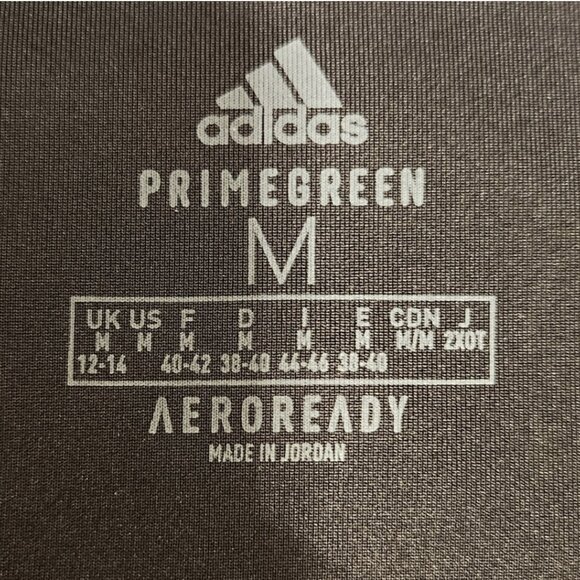 adidas
PRIMEGREEN
M
UK US F D I E CDN J
M M M M M M M/M 2XOT
12-14 40-42 38-40 44-46 38-40
AEROREADY
MADE IN JORDAN